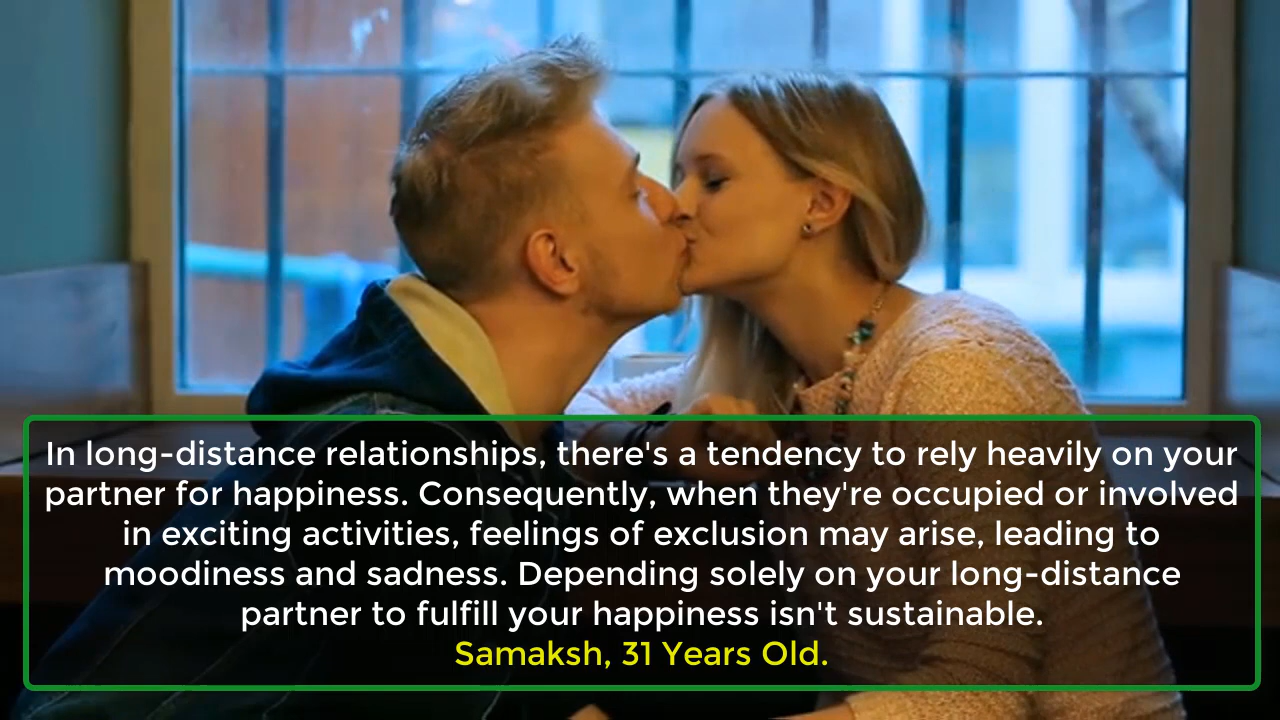 In long-distance relationships, there's a tendency to rely heavily on your
partner for happiness. Consequently, when they're occupied or involved
in exciting activities, feelings of exclusion may arise, leading to
moodiness and sadness. Depending solely on your long-distance
partner to fulfill your happiness isn't sustainable.
Samaksh, 31 Years Old.